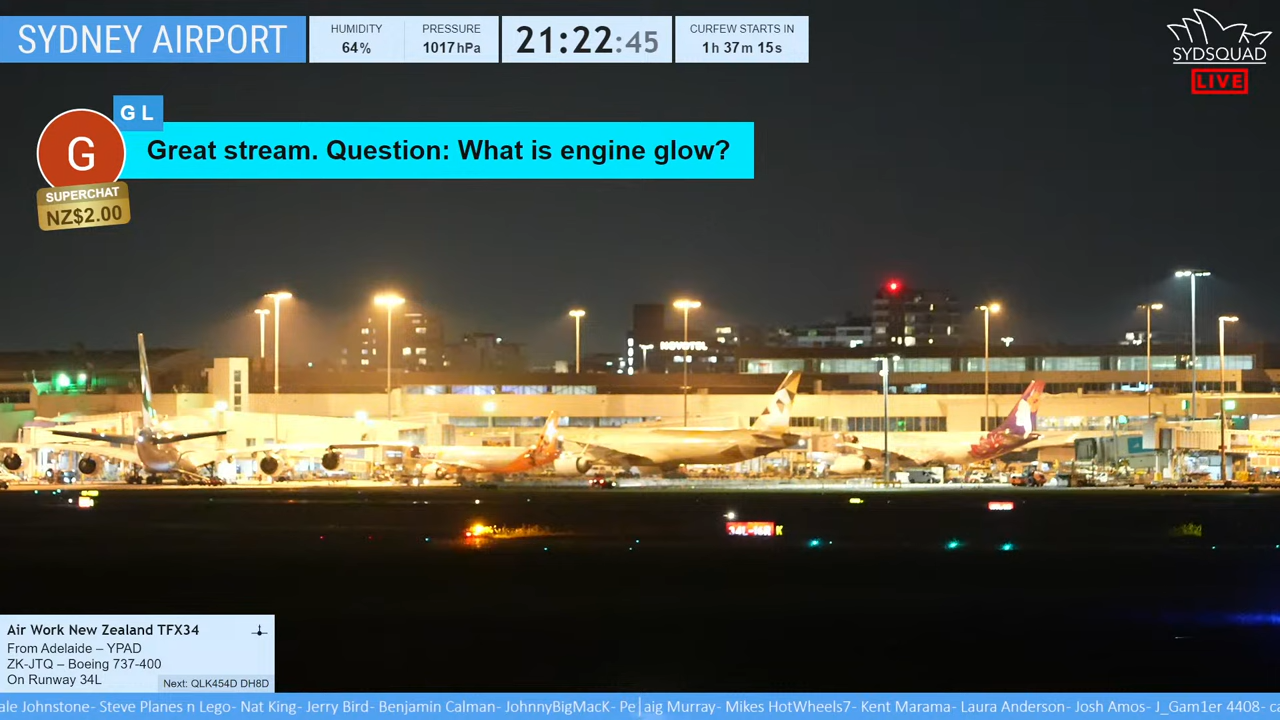 SYDNEY AIRPORT
HUMIDITY
64%
PRESSURE
1017hPa
21:22:45
CURFEW STARTS IN
1h 37m 15s
SYDSQUAD
LIVE
G L
G
Great stream. Question: What is engine glow?
SUPERCHAT
NZ$2.00
NOVOTEL
34L-16R K
Air Work New Zealand TFX34
From Adelaide – YPAD
ZK-JTQ – Boeing 737-400
On Runway 34L
Next: QLK454D DH8D
ale Johnstone- Steve Planes n Lego- Nat King- Jerry Bird- Benjamin Calman- JohnnyBigMacK- Pe aig Murray- Mikes HotWheels7- Kent Marama- Laura Anderson- Josh Amos- J_Gam1er 4408- ca